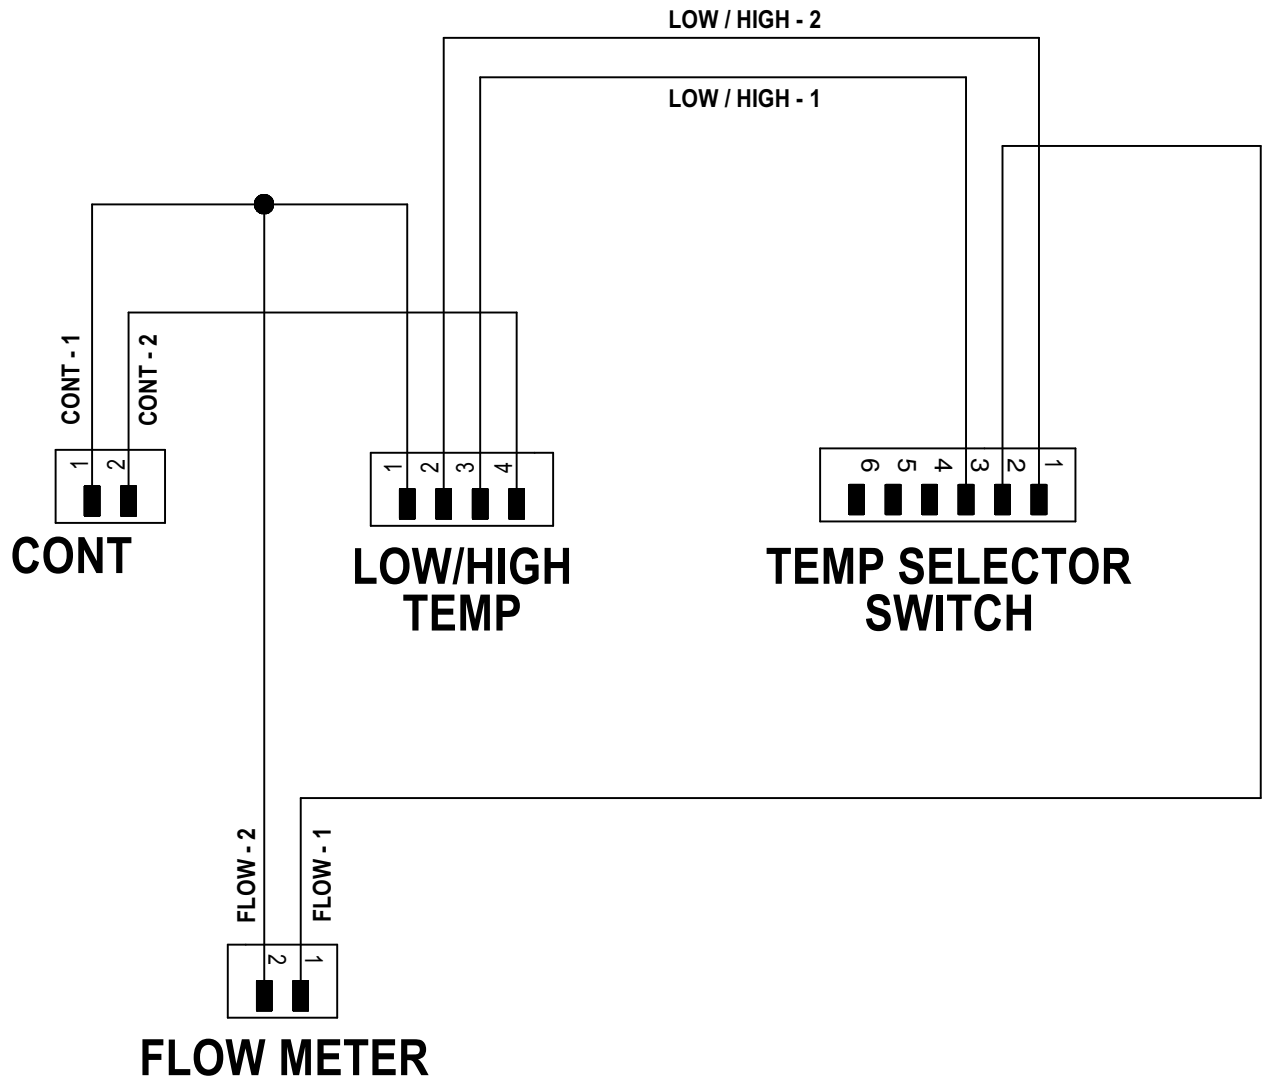 LOW / HIGH - 2
LOW / HIGH - 1
CONT - 1
CONT - 2
1 2
CONT
1 2 3 4
LOW/HIGH
TEMP
6 5 4 3 2 1
TEMP SELECTOR
SWITCH
FLOW - 2
FLOW - 1
2 1
FLOW METER